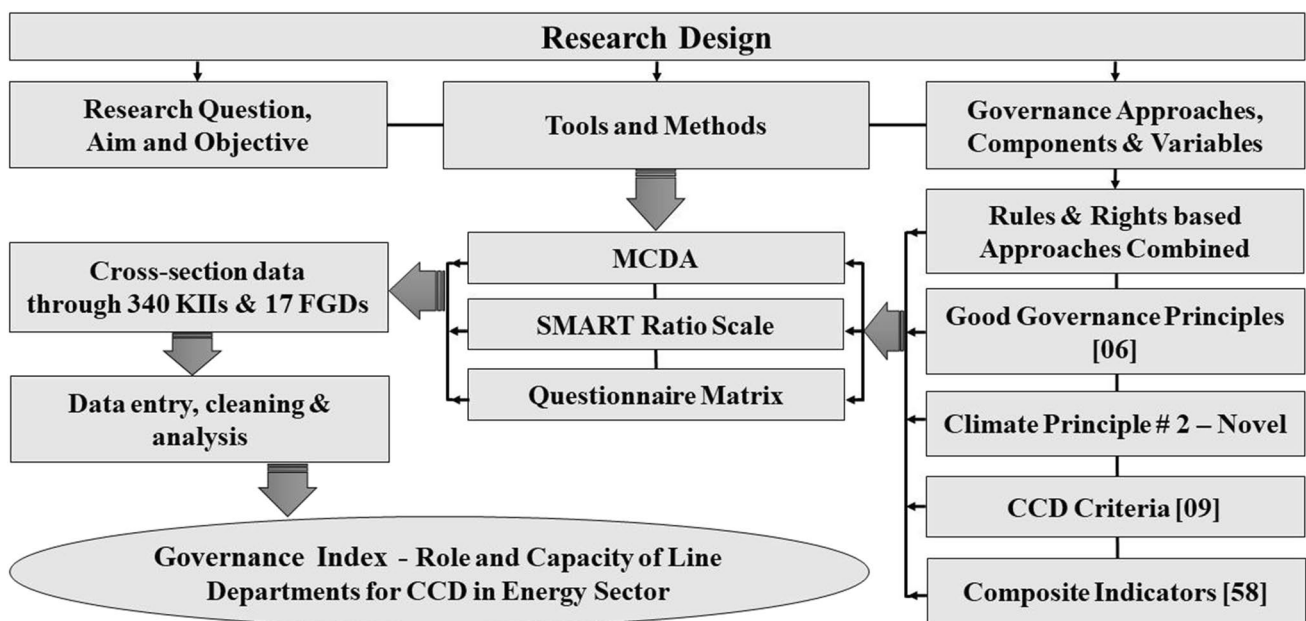 Research Design
Research Question,
Aim and Objective
Tools and Methods
Governance Approaches,
Components & Variables
Rules & Rights based
Approaches Combined
Good Governance Principles
[06]
Climate Principle # 2 – Novel
CCD Criteria [09]
Composite Indicators [58]
MCDA
SMART Ratio Scale
Questionnaire Matrix
Cross-section data
through 340 KIIs & 17 FGDs
Data entry, cleaning &
analysis
Governance Index - Role and Capacity of Line
Departments for CCD in Energy Sector